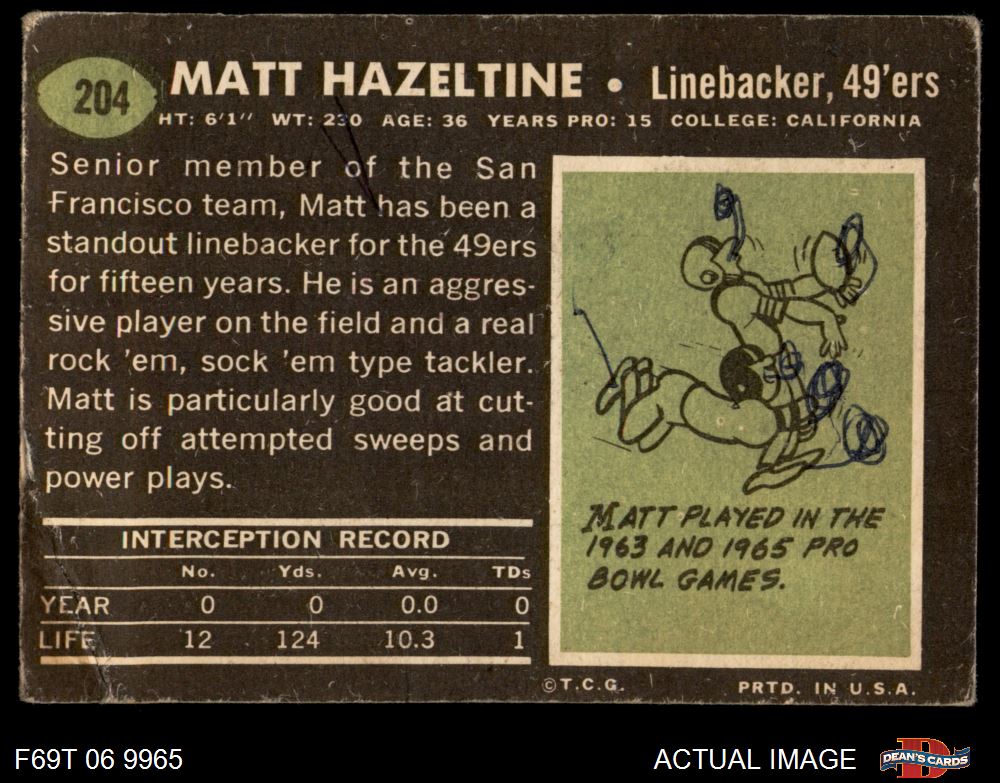 204
MATT HAZELTINE • Linebacker, 49'ers
HT: 6'1" WT: 230 AGE: 36 YEARS PRO: 15 COLLEGE: CALIFORNIA
Senior member of the San
Francisco team, Matt has been a
standout linebacker for the 49ers
for fifteen years. He is an aggres-
sive player on the field and a real
rock 'em, sock 'em type tackler.
Matt is particularly good at cut-
ting off attempted sweeps and
power plays.
INTERCEPTION RECORD
No. Yds. Avg. TDs
YEAR 0 0 0.0 0
LIFE 12 124 10.3 1
MATT PLAYED IN THE
1963 AND 1965 PRO
BOWL GAMES.
© T.C.G. PRTD. IN U.S.A.
F69T 06 9965 ACTUAL IMAGE DEAN'S CARDS